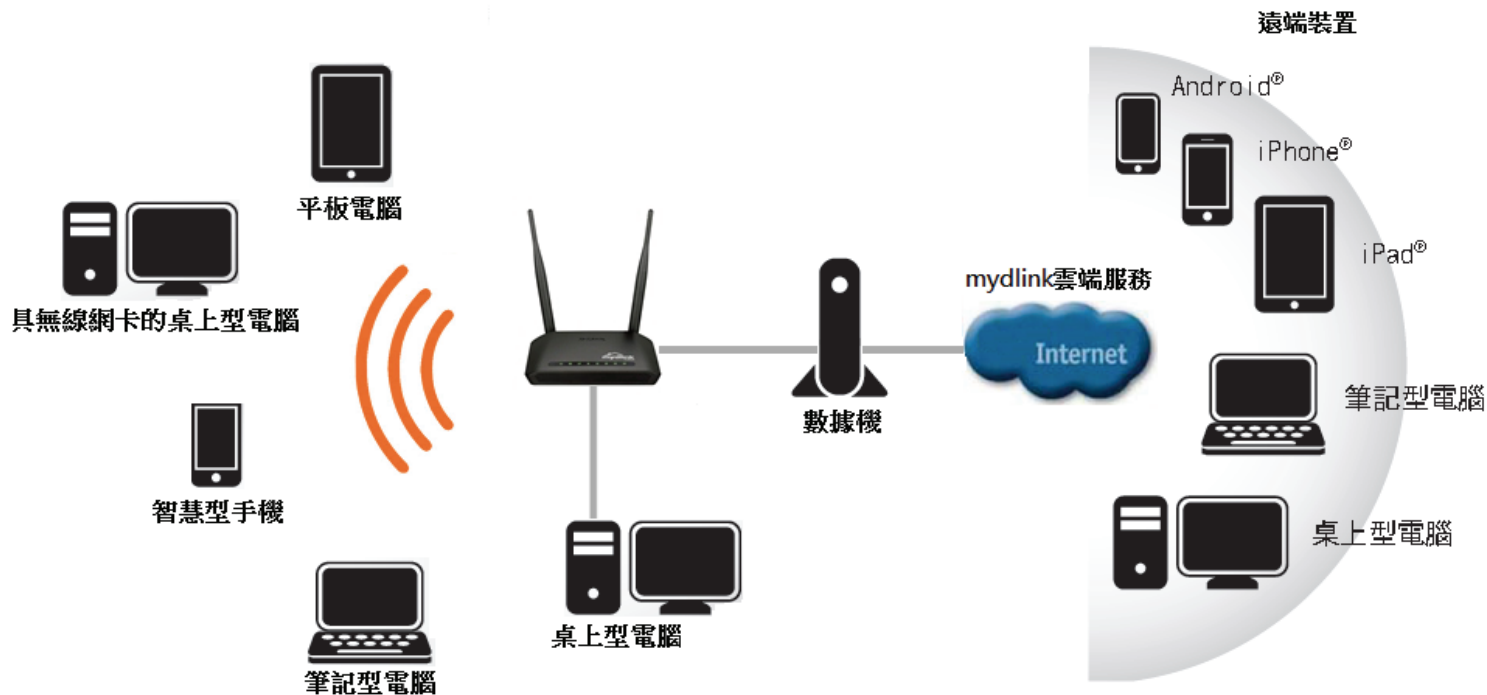 遠端裝置
Android®
iPhone®
平板電腦
iPad®
mydlink雲端服務
具無線網卡的桌上型電腦
Internet
筆記型電腦
數據機
智慧型手機
桌上型電腦
桌上型電腦
筆記型電腦